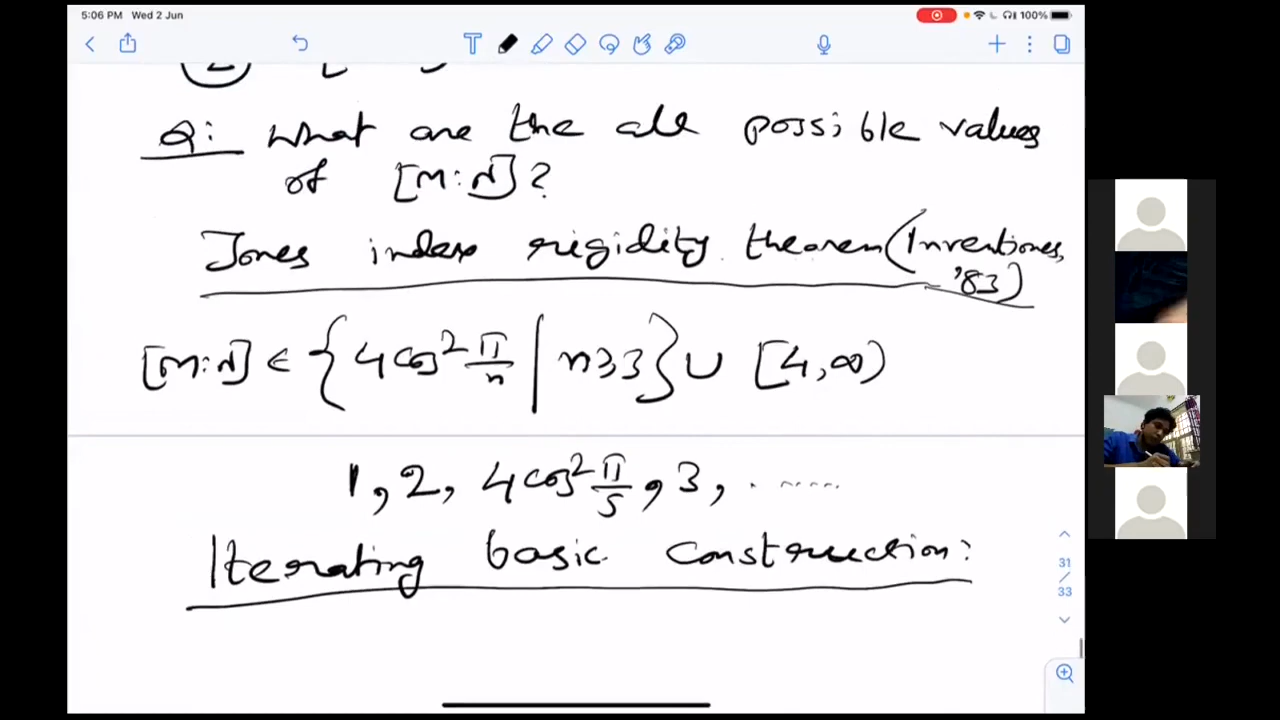 5:06 PM Wed 2 Jun
100%
Q: What are the all possible values
of [M:N]?
Jones index rigidity theorem (Inventiones,
'83)
[M:N] ∈ {4cos² π/n | n≥3} ∪ [4,∞)
1, 2, 4cos² π/5, 3, . .....
Iterating basic construction:
31
/
33